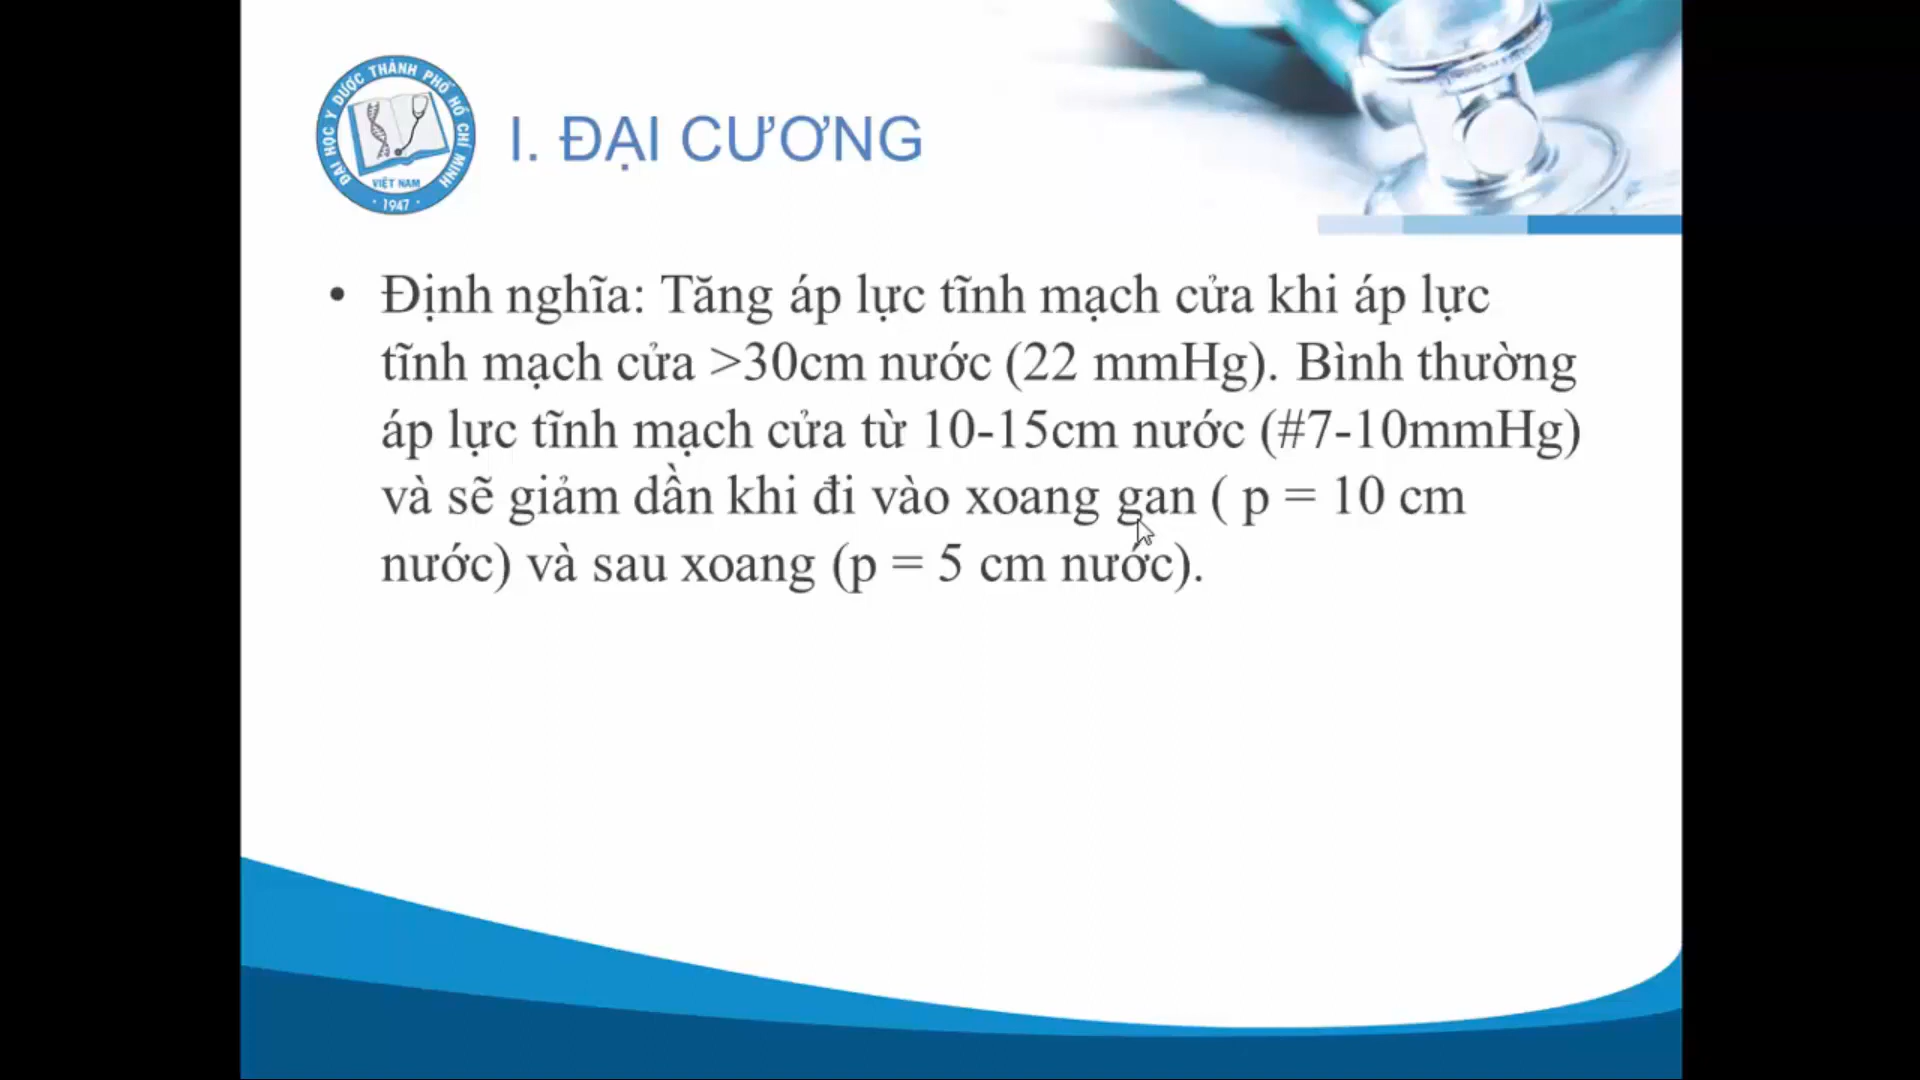 ĐẠI HỌC Y DƯỢC THÀNH PHỐ HỒ CHÍ MINH
VIỆT NAM
· 1947 ·
I. ĐẠI CƯƠNG
• Định nghĩa: Tăng áp lực tĩnh mạch cửa khi áp lực
tĩnh mạch cửa >30cm nước (22 mmHg). Bình thường
áp lực tĩnh mạch cửa từ 10-15cm nước (#7-10mmHg)
và sẽ giảm dần khi đi vào xoang gan ( p = 10 cm
nước) và sau xoang (p = 5 cm nước).